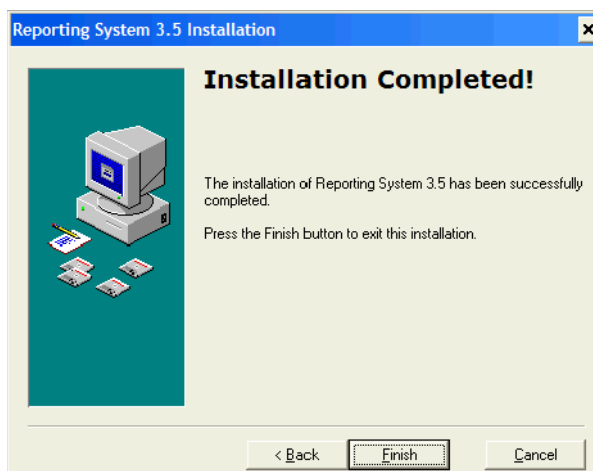 Reporting System 3.5 Installation
Installation Completed!
The installation of Reporting System 3.5 has been successfully
completed.
Press the Finish button to exit this installation.
< Back
Finish
Cancel